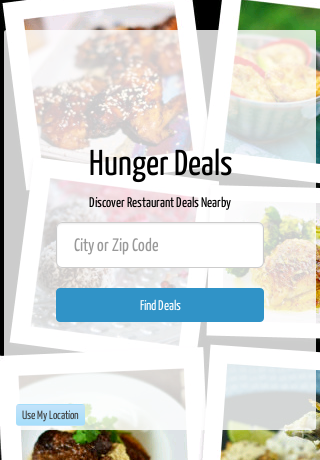 Hunger Deals
Discover Restaurant Deals Nearby
City or Zip Code
Find Deals
Use My Location